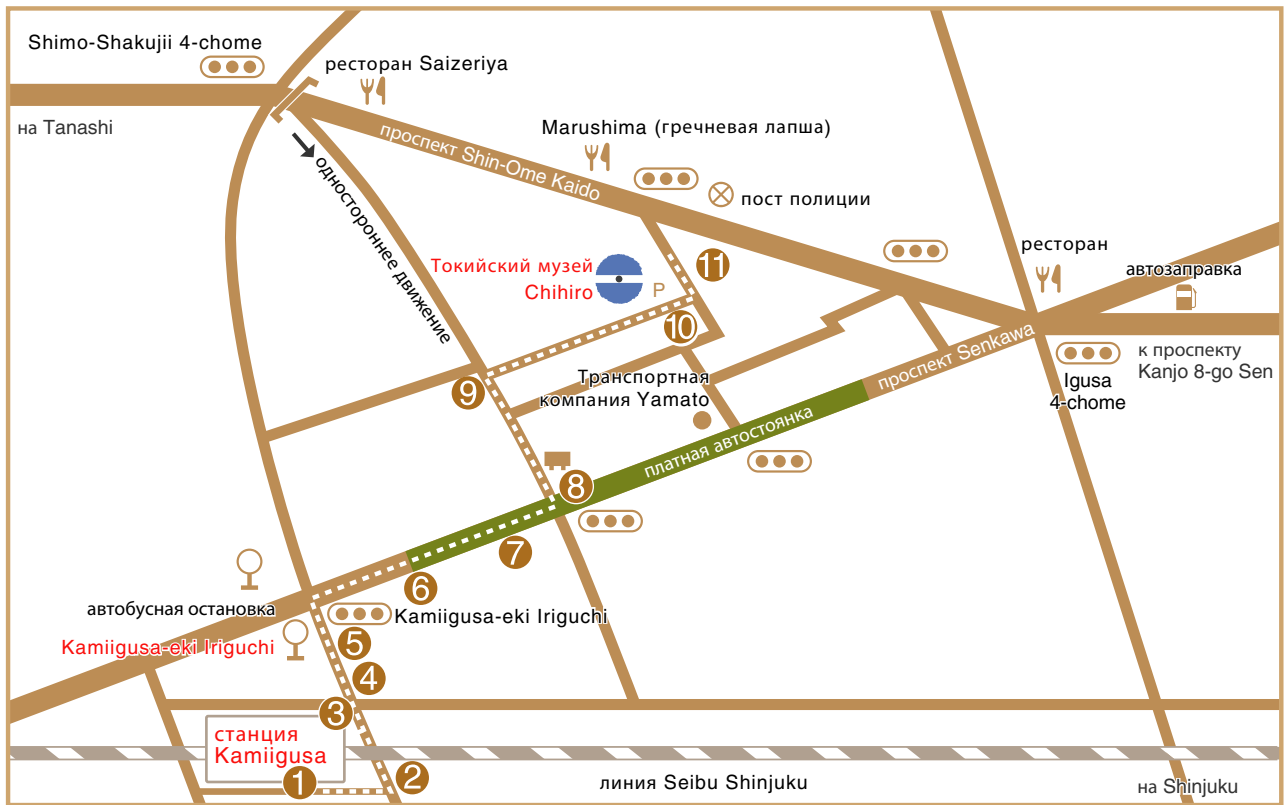 Shimo-Shakujii 4-chome
ресторан Saizeriya
на Tanashi
проспект Shin-Ome Kaido
Marushima (гречневая лапша)
пост полиции
одностороннее движение
ресторан
автозаправка
Токийский музей
Chihiro
P
11
10
к проспекту
Kanjo 8-go Sen
Igusa
4-chome
проспект Senkawa
9
Транспортная
компания Yamato
платная автостоянка
8
7
6
автобусная остановка
Kamiigusa-eki Iriguchi
Kamiigusa-eki Iriguchi
5
4
3
станция
Kamiigusa
1
2
линия Seibu Shinjuku
на Shinjuku